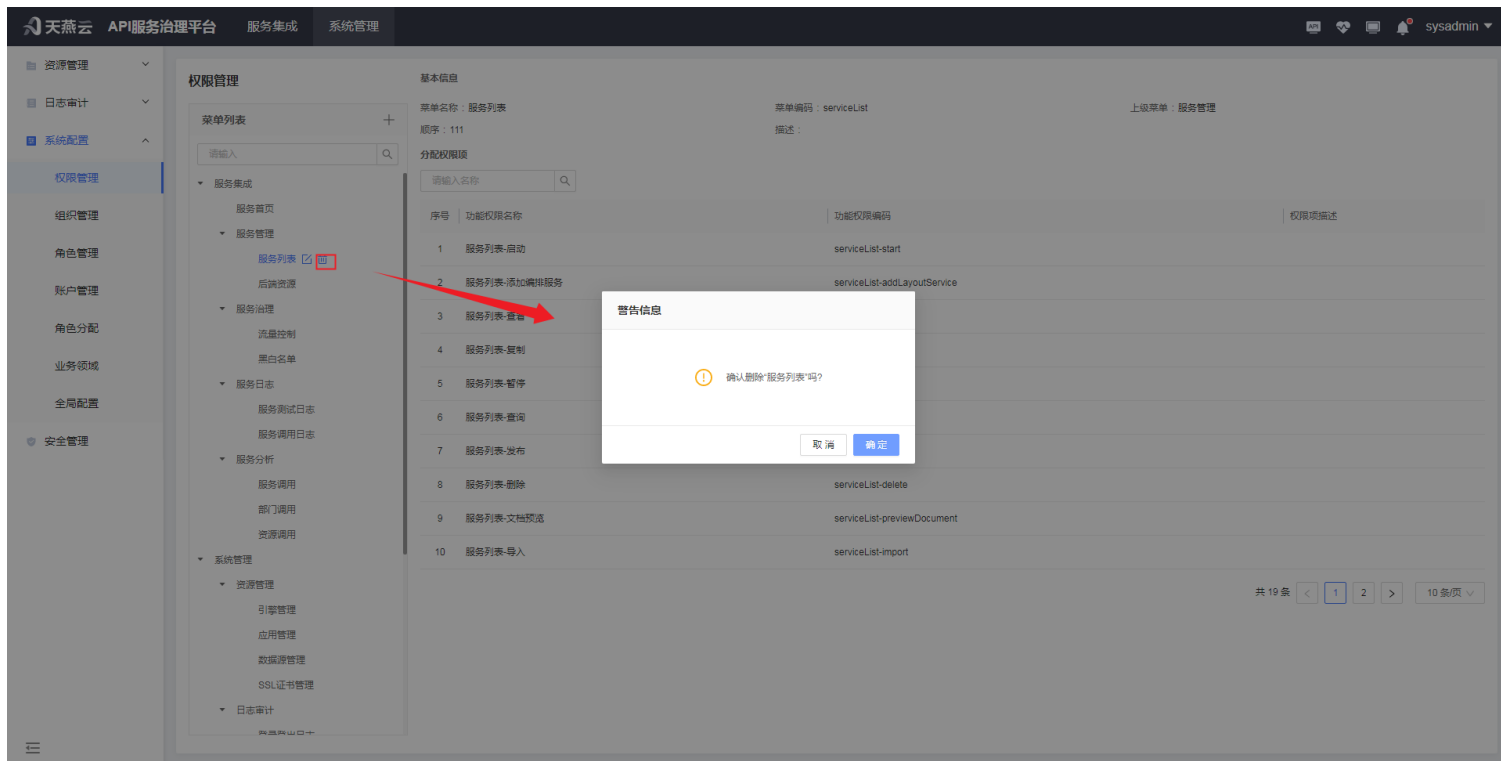 天燕云 API服务治理平台 服务集成 系统管理 API sysadmin
资源管理
日志审计
系统配置
权限管理
组织管理
角色管理
账户管理
角色分配
业务领域
全局配置
安全管理
权限管理
菜单列表
请输入
服务集成
服务首页
服务管理
服务列表
后端资源
服务治理
流量控制
黑白名单
服务日志
服务测试日志
服务调用日志
服务分析
服务调用
部门调用
资源调用
系统管理
资源管理
引擎管理
应用管理
数据源管理
SSL证书管理
日志审计
登录登出日志
基本信息
菜单名称：服务列表 菜单编码：serviceList 上级菜单：服务管理
顺序：111 描述：
分配权限项
请输入名称
序号 功能权限名称 功能权限编码 权限项描述
1 服务列表-启动 serviceList-start
2 服务列表-添加编排服务 serviceList-addLayoutService
3 服务列表-查看
4 服务列表-复制
5 服务列表-暂停
6 服务列表-查询
7 服务列表-发布
8 服务列表-删除 serviceList-delete
9 服务列表-文档预览 serviceList-previewDocument
10 服务列表-导入 serviceList-import
共 19 条 < 1 2 > 10 条/页
警告信息
确认删除"服务列表"吗?
取 消 确 定